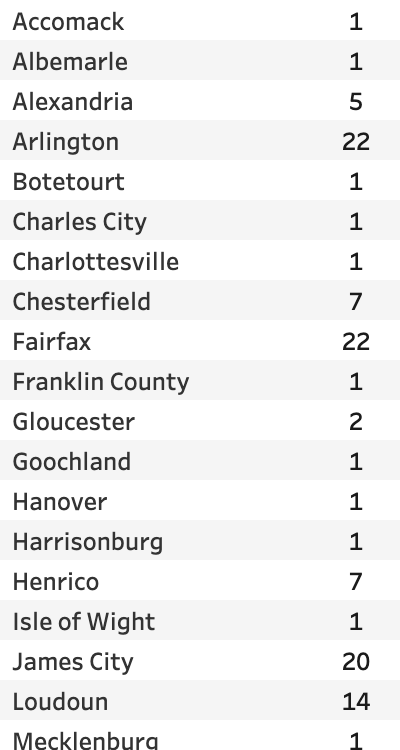 Accomack 1
Albemarle 1
Alexandria 5
Arlington 22
Botetourt 1
Charles City 1
Charlottesville 1
Chesterfield 7
Fairfax 22
Franklin County 1
Gloucester 2
Goochland 1
Hanover 1
Harrisonburg 1
Henrico 7
Isle of Wight 1
James City 20
Loudoun 14
Mecklenburg 1